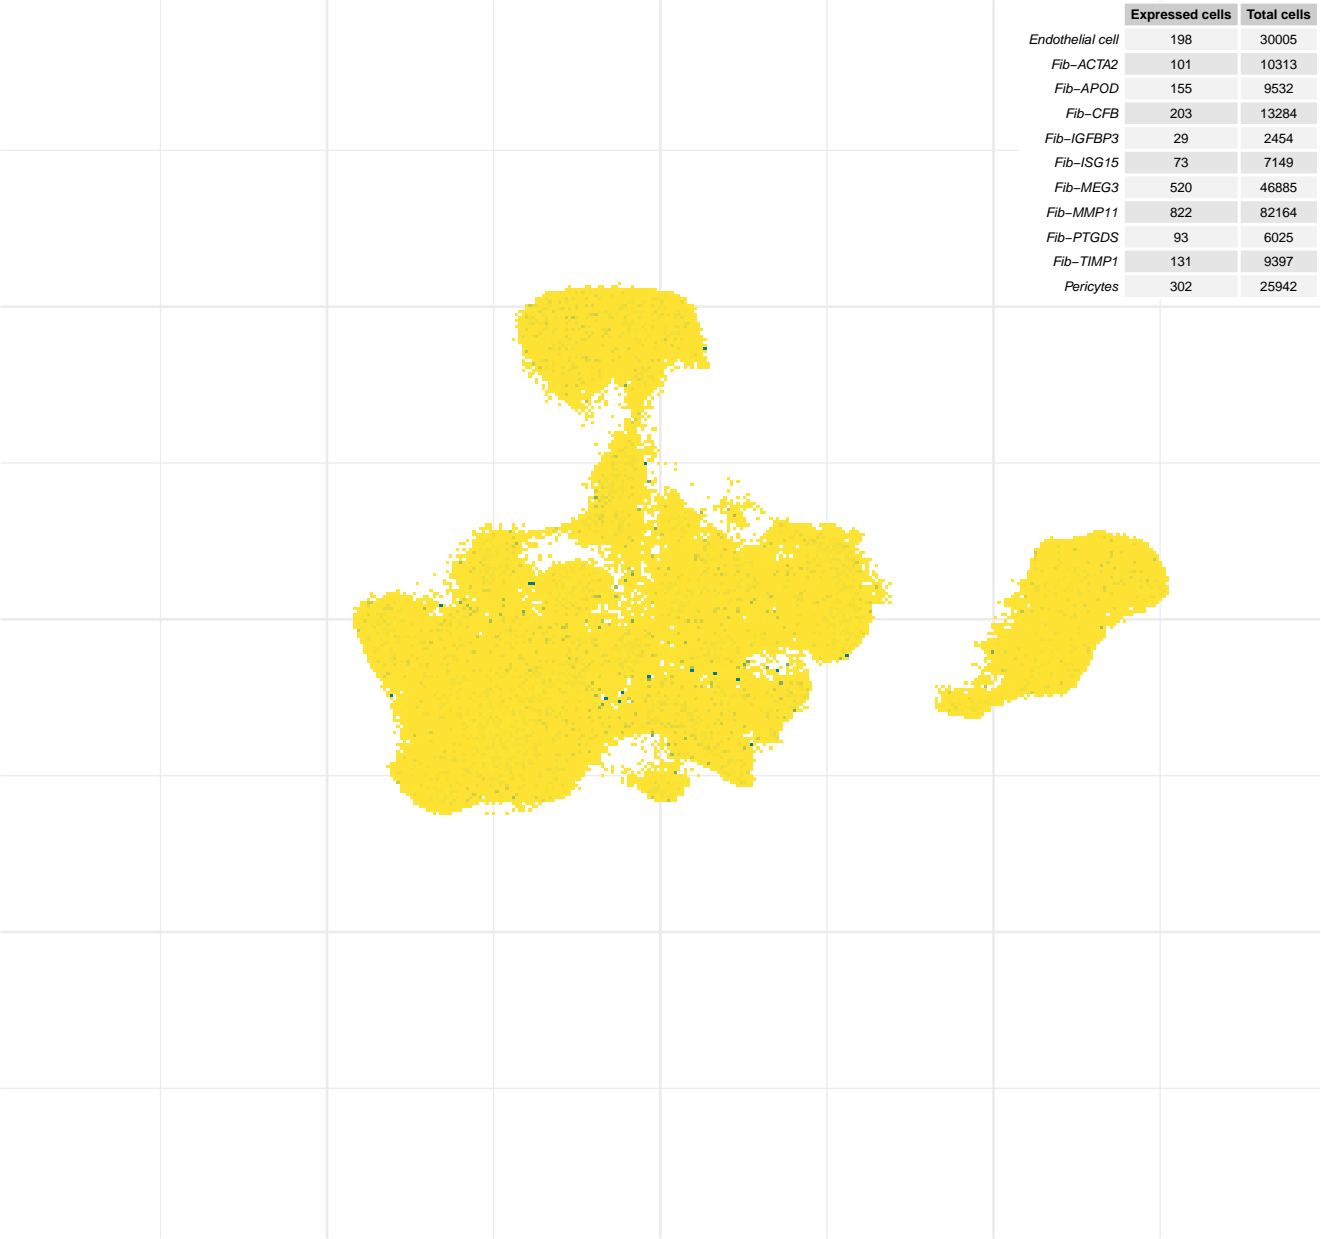 Expressed cells Total cells
Endothelial cell 198 30005
Fib−ACTA2 101 10313
Fib−APOD 155 9532
Fib−CFB 203 13284
Fib−IGFBP3 29 2454
Fib−ISG15 73 7149
Fib−MEG3 520 46885
Fib−MMP11 822 82164
Fib−PTGDS 93 6025
Fib−TIMP1 131 9397
Pericytes 302 25942